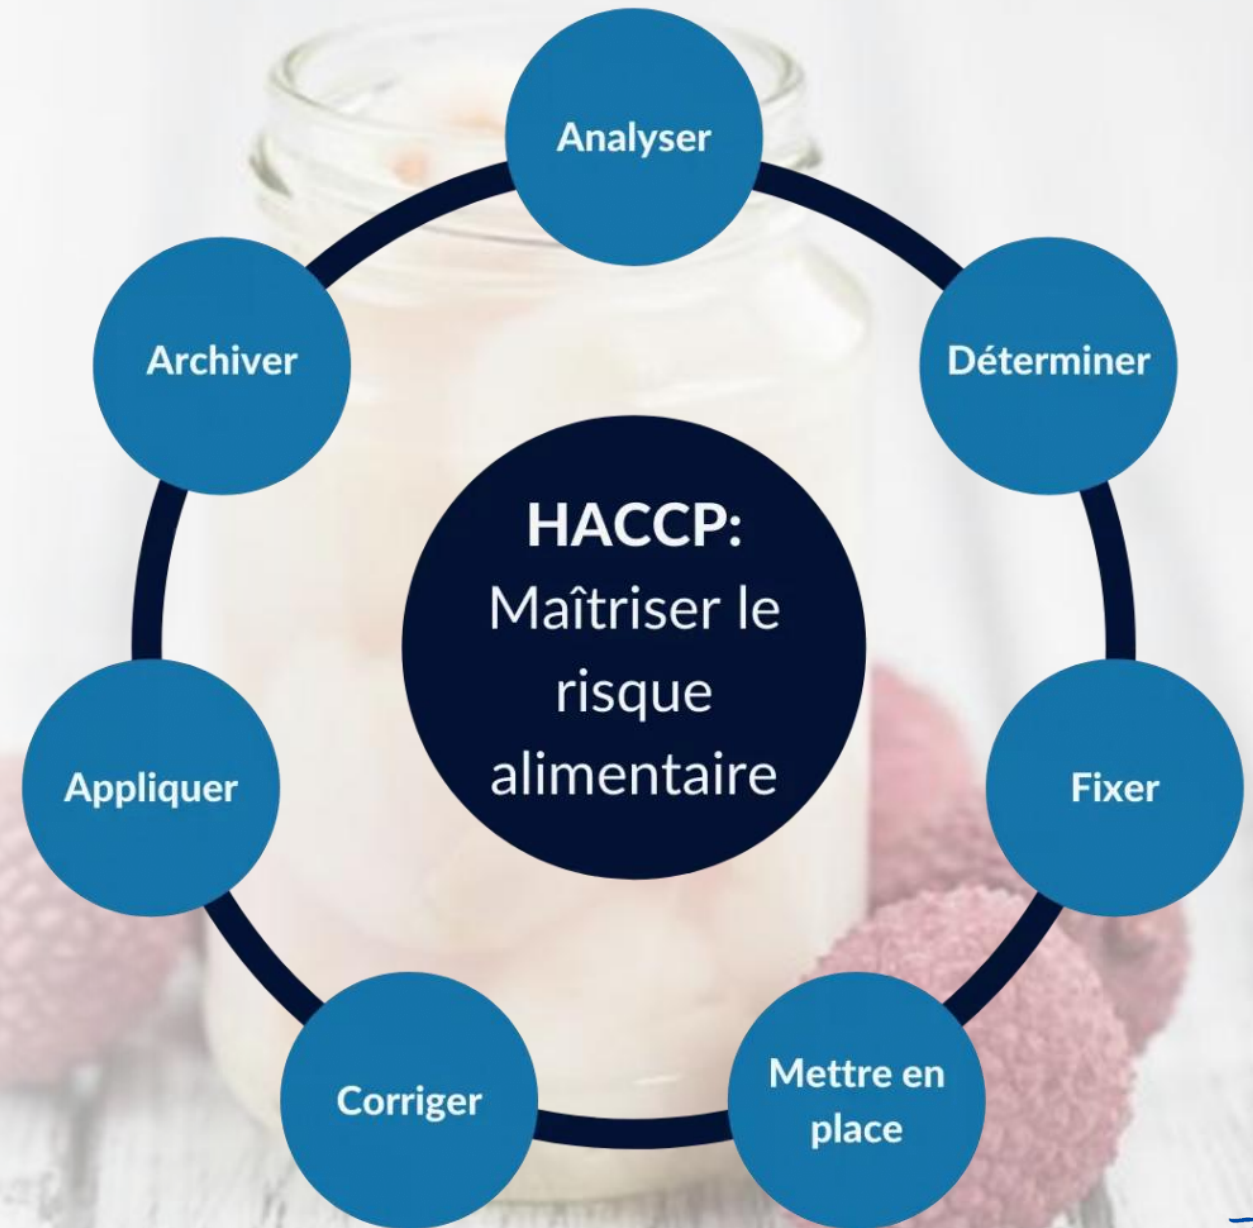 Analyser
Déterminer
Fixer
Mettre en
place
Corriger
Appliquer
Archiver
HACCP:
Maîtriser le
risque
alimentaire